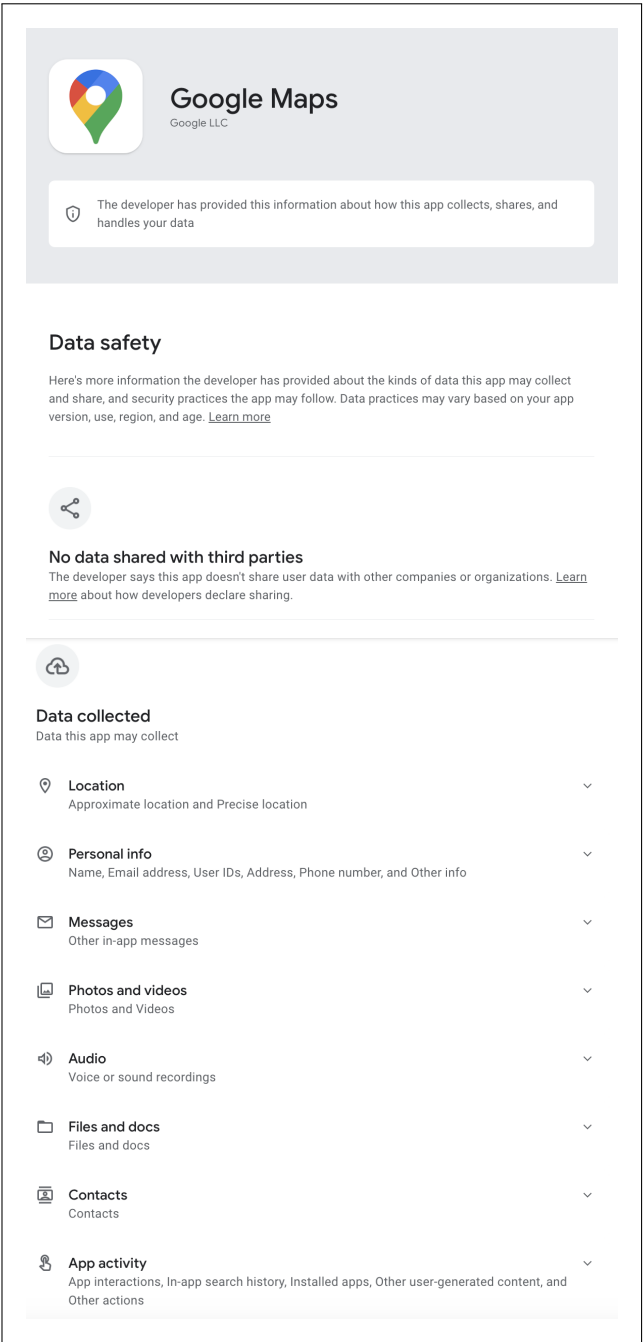 Google Maps
Google LLC
The developer has provided this information about how this app collects, shares, and
handles your data
Data safety
Here's more information the developer has provided about the kinds of data this app may collect
and share, and security practices the app may follow. Data practices may vary based on your app
version, use, region, and age. Learn more
No data shared with third parties
The developer says this app doesn't share user data with other companies or organizations. Learn
more about how developers declare sharing.
Data collected
Data this app may collect
Location
Approximate location and Precise location
Personal info
Name, Email address, User IDs, Address, Phone number, and Other info
Messages
Other in-app messages
Photos and videos
Photos and Videos
Audio
Voice or sound recordings
Files and docs
Files and docs
Contacts
Contacts
App activity
App interactions, In-app search history, Installed apps, Other user-generated content, and
Other actions